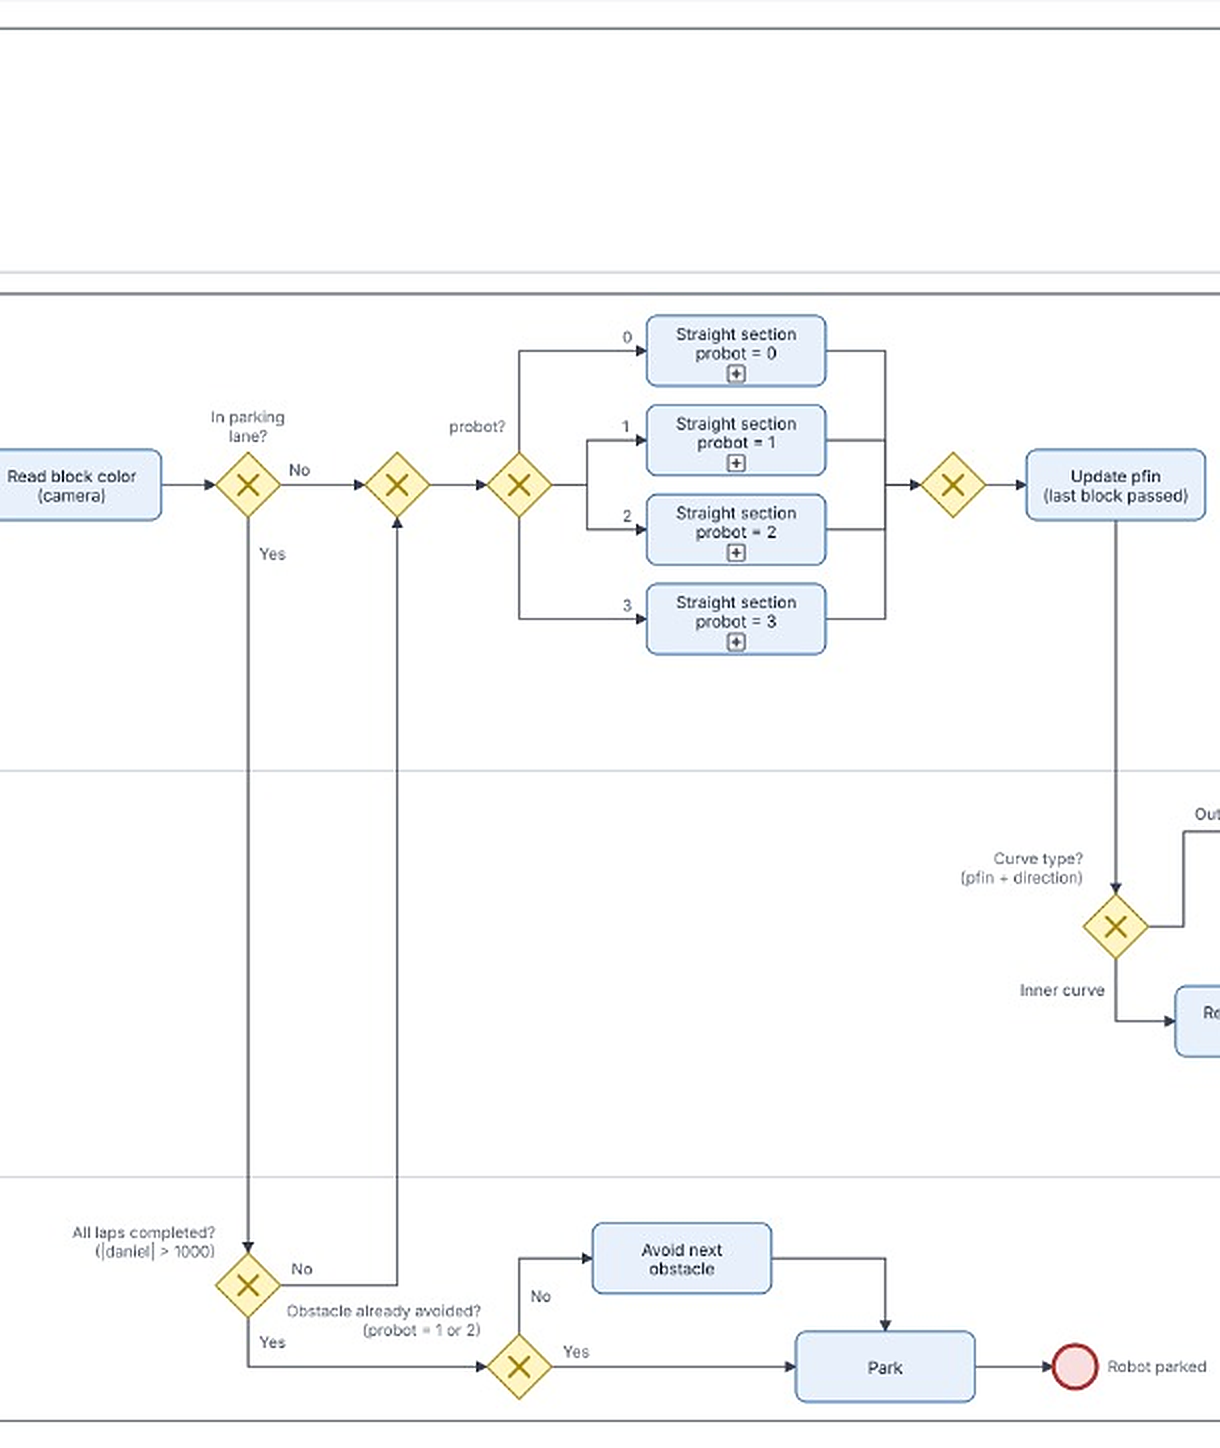 0
Straight section
probot = 0
In parking
lane?
probot?
1
Straight section
probot = 1
Read block color
(camera)
No
Update pfin
(last block passed)
2
Straight section
probot = 2
Yes
3
Straight section
probot = 3
Out
Curve type?
(pfin + direction)
Inner curve
Re
All laps completed?
(|daniel| > 1000)
No
Avoid next
obstacle
No
Obstacle already avoided?
(probot = 1 or 2)
Yes
Yes
Park
Robot parked